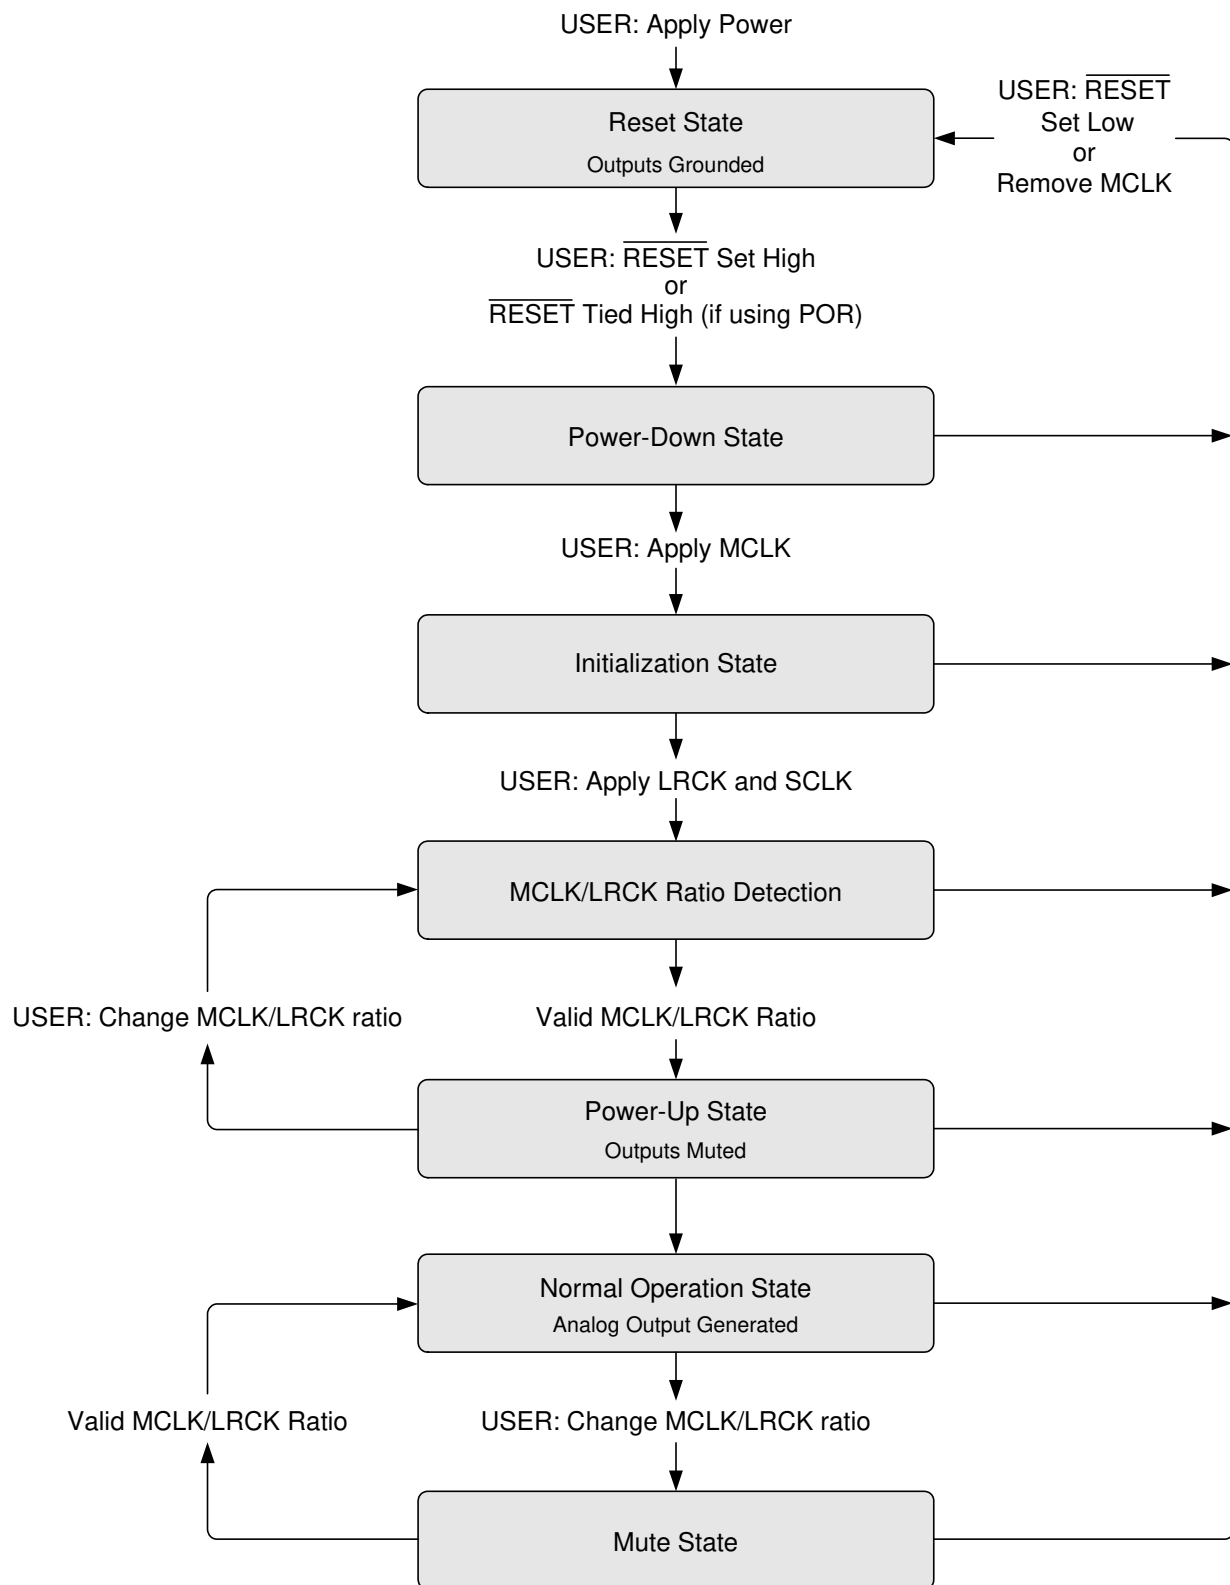 USER: Apply Power
Reset State
Outputs Grounded
USER: RESET
Set Low
or
Remove MCLK
USER: RESET Set High
or
RESET Tied High (if using POR)
Power-Down State
USER: Apply MCLK
Initialization State
USER: Apply LRCK and SCLK
MCLK/LRCK Ratio Detection
USER: Change MCLK/LRCK ratio
Valid MCLK/LRCK Ratio
Power-Up State
Outputs Muted
Normal Operation State
Analog Output Generated
Valid MCLK/LRCK Ratio
USER: Change MCLK/LRCK ratio
Mute State